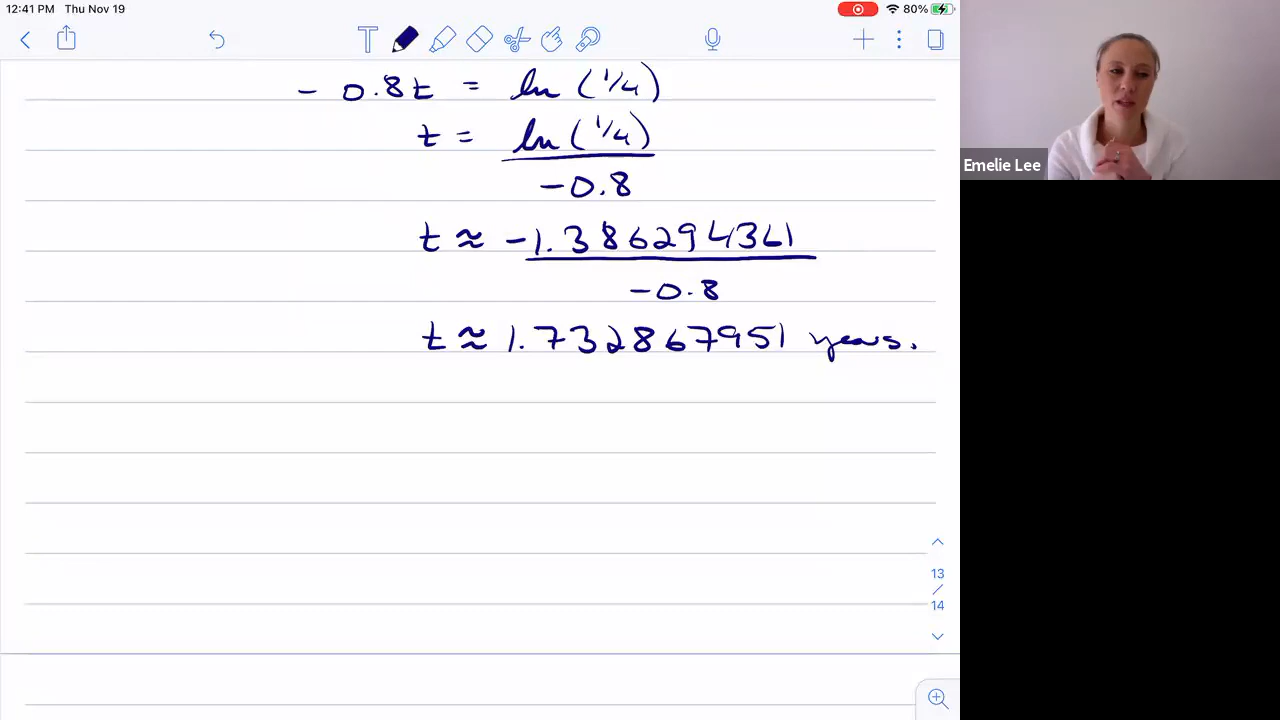 12:41 PM Thu Nov 19
80%
T
- 0.8t = ln (1/4)
t = ln (1/4)
-0.8
t ≈ -1.386294361
-0.8
t ≈ 1.732867951 years.
Emelie Lee
13
/
14